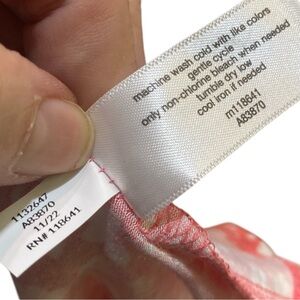 machine wash cold with like colors
gentle cycle
only non-chlorine bleach when needed
tumble dry low
cool iron if needed
m118641
A83870
1132647
A83870
11/22
RN# 118641